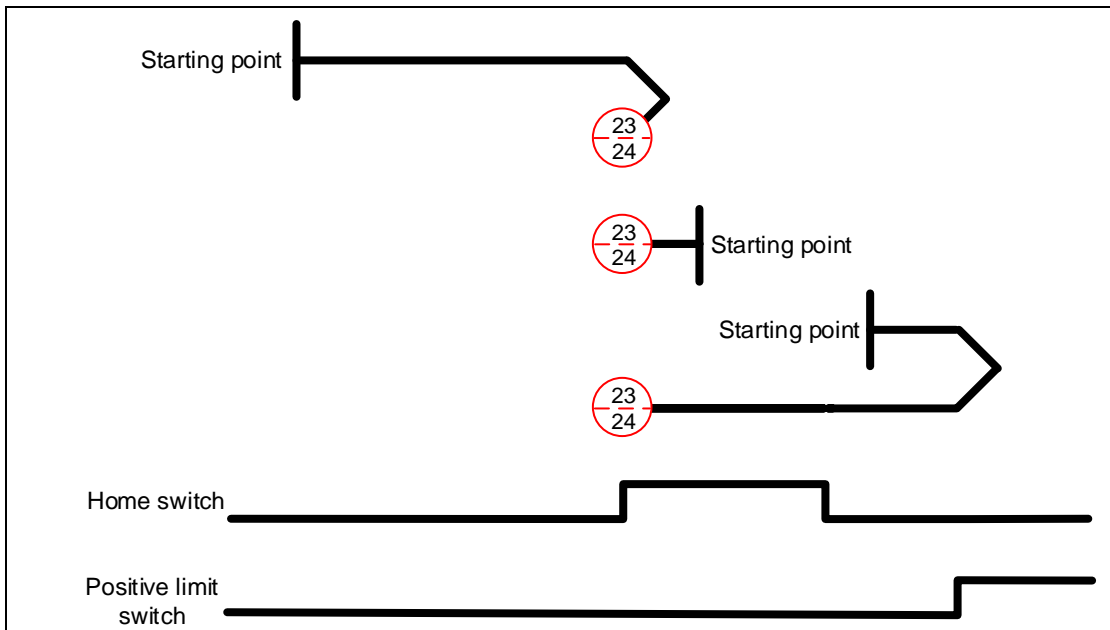 Starting point
23
24
23
24
Starting point
Starting point
23
24
Home switch
Positive limit
switch